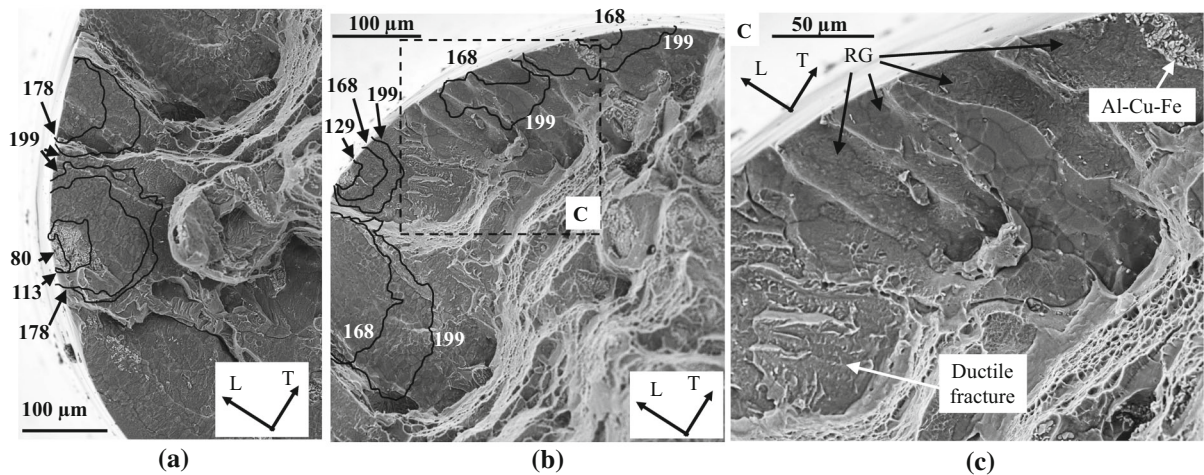 178
199
80
113
178
100 µm
L
T
(a)
100 µm
168
199
168
168
199
129
199
C
168
199
L
T
(b)
C
50 µm
RG
L
T
Al-Cu-Fe
Ductile
fracture
(c)